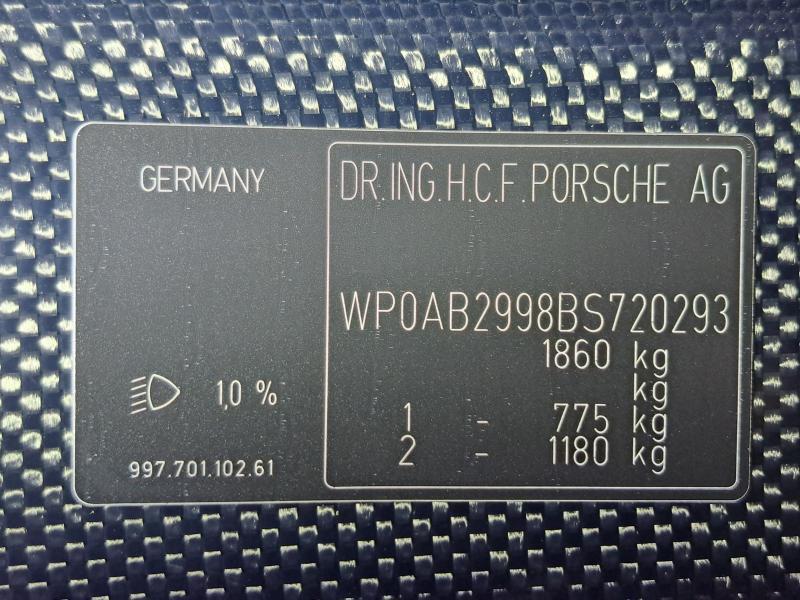 GERMANY
1,0 %
997.701.102.61
DR.ING.H.C.F.PORSCHE AG
WP0AB2998BS720293
1860 kg
kg
1 - 775 kg
2 - 1180 kg